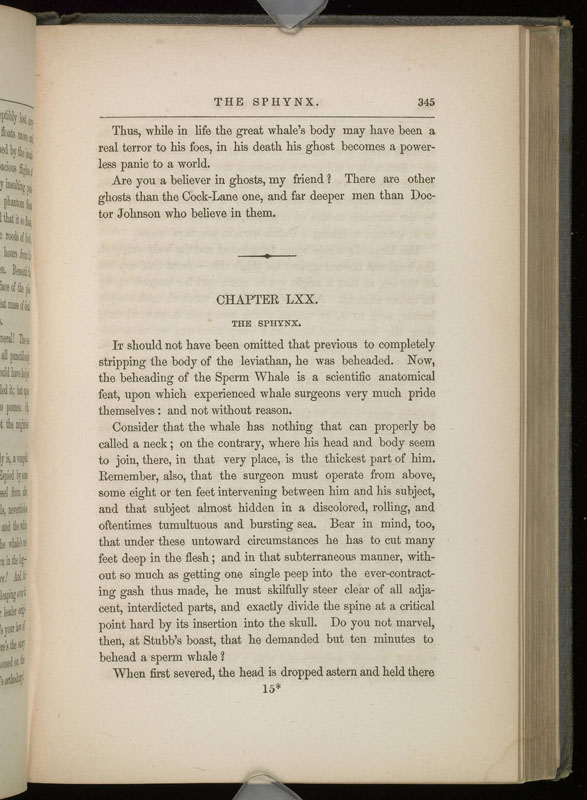 THE SPHYNX. 345
Thus, while in life the great whale's body may have been a
real terror to his foes, in his death his ghost becomes a power-
less panic to a world.
Are you a believer in ghosts, my friend? There are other
ghosts than the Cock-Lane one, and far deeper men than Doc-
tor Johnson who believe in them.
CHAPTER LXX.
THE SPHYNX.
It should not have been omitted that previous to completely
stripping the body of the leviathan, he was beheaded. Now,
the beheading of the Sperm Whale is a scientific anatomical
feat, upon which experienced whale surgeons very much pride
themselves: and not without reason.
Consider that the whale has nothing that can properly be
called a neck; on the contrary, where his head and body seem
to join, there, in that very place, is the thickest part of him.
Remember, also, that the surgeon must operate from above,
some eight or ten feet intervening between him and his subject,
and that subject almost hidden in a discolored, rolling, and
oftentimes tumultuous and bursting sea. Bear in mind, too,
that under these untoward circumstances he has to cut many
feet deep in the flesh; and in that subterraneous manner, with-
out so much as getting one single peep into the ever-contract-
ing gash thus made, he must skilfully steer clear of all adja-
cent, interdicted parts, and exactly divide the spine at a critical
point hard by its insertion into the skull. Do you not marvel,
then, at Stubb's boast, that he demanded but ten minutes to
behead a sperm whale?
When first severed, the head is dropped astern and held there
15*